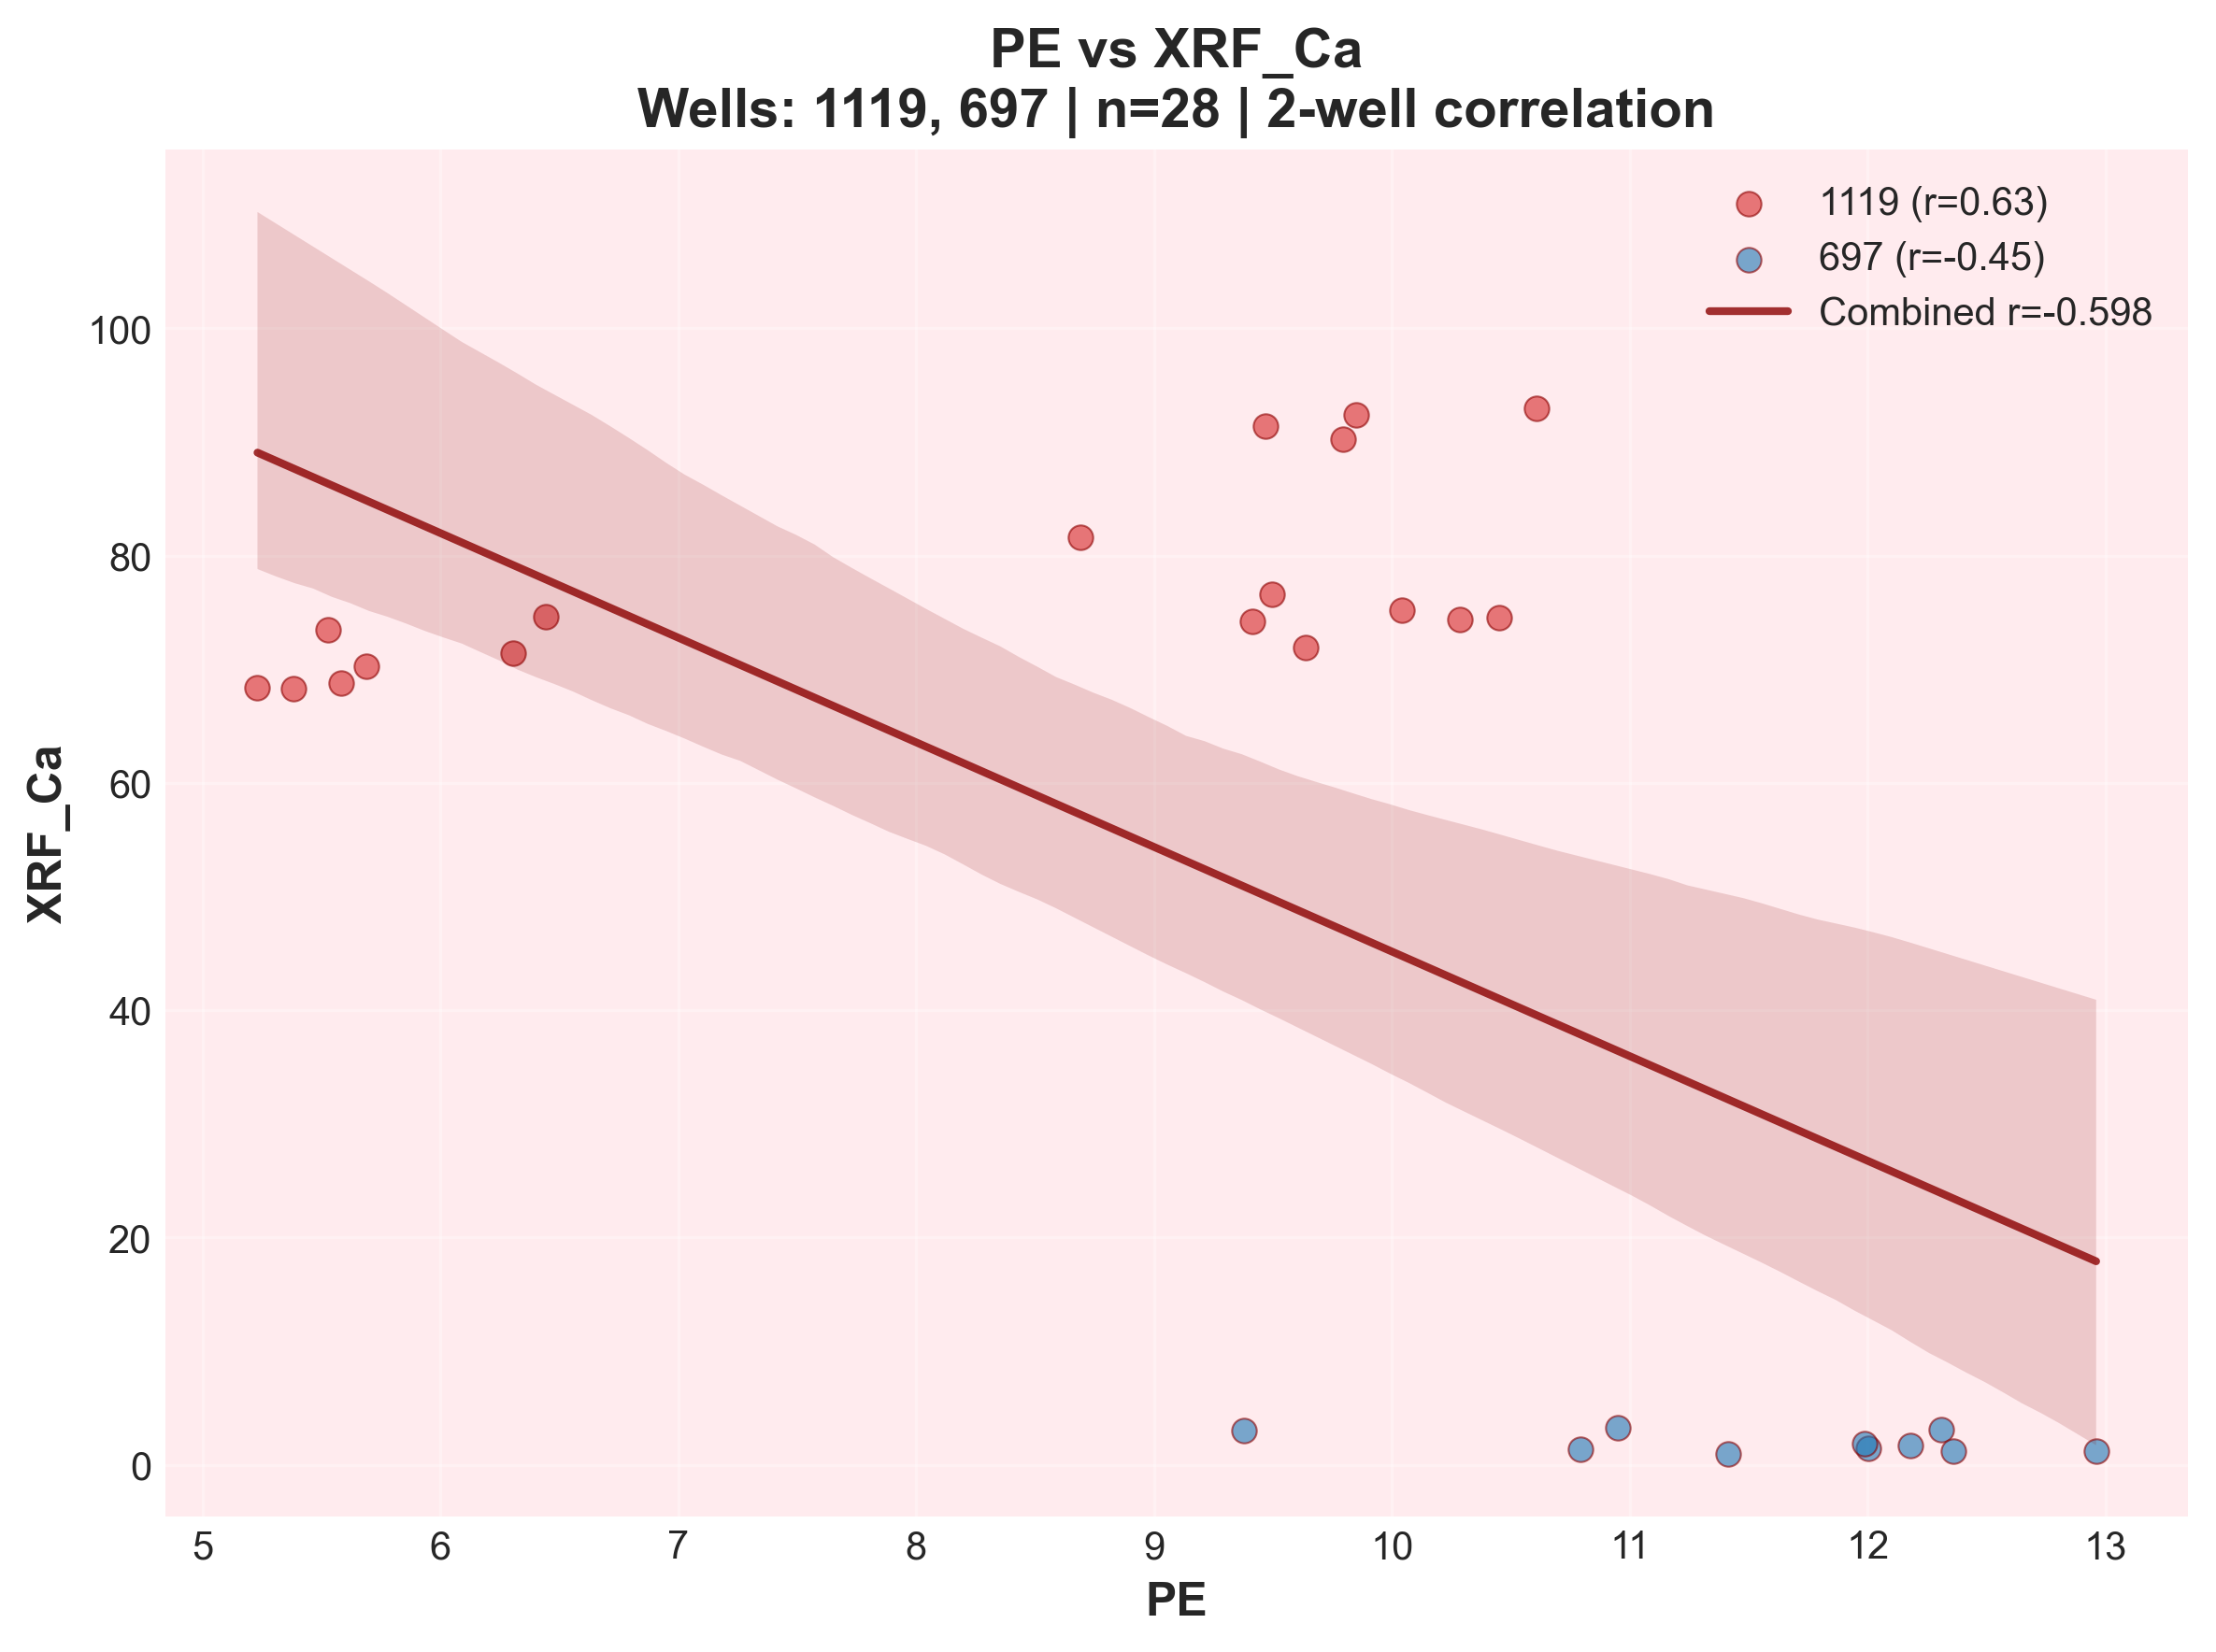 PE vs XRF_Ca
Wells: 1119, 697 | n=28 | 2-well correlation
1119 (r=0.63)
697 (r=-0.45)
Combined r=-0.598
XRF_Ca
100
80
60
40
20
0
5 6 7 8 9 10 11 12 13
PE